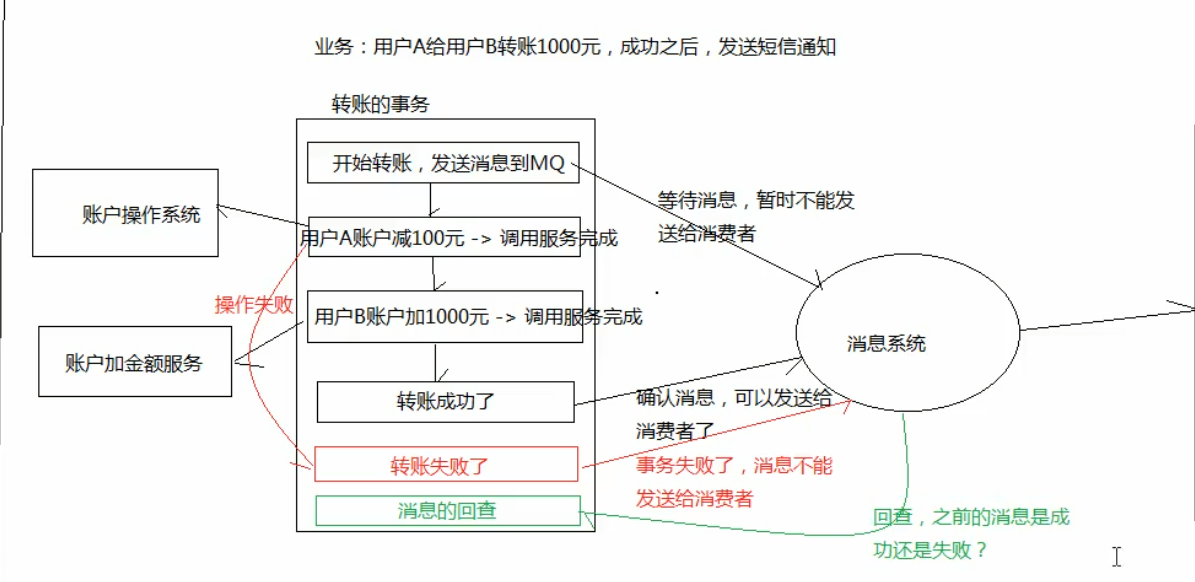 业务：用户A给用户B转账1000元，成功之后，发送短信通知
转账的事务
开始转账，发送消息到MQ
等待消息，暂时不能发
送给消费者
账户操作系统
用户A账户减100元 -> 调用服务完成
操作失败
用户B账户加1000元 -> 调用服务完成
消息系统
账户加金额服务
转账成功了
确认消息，可以发送给
消费者了
转账失败了
事务失败了，消息不能
发送给消费者
消息的回查
回查，之前的消息是成
功还是失败？